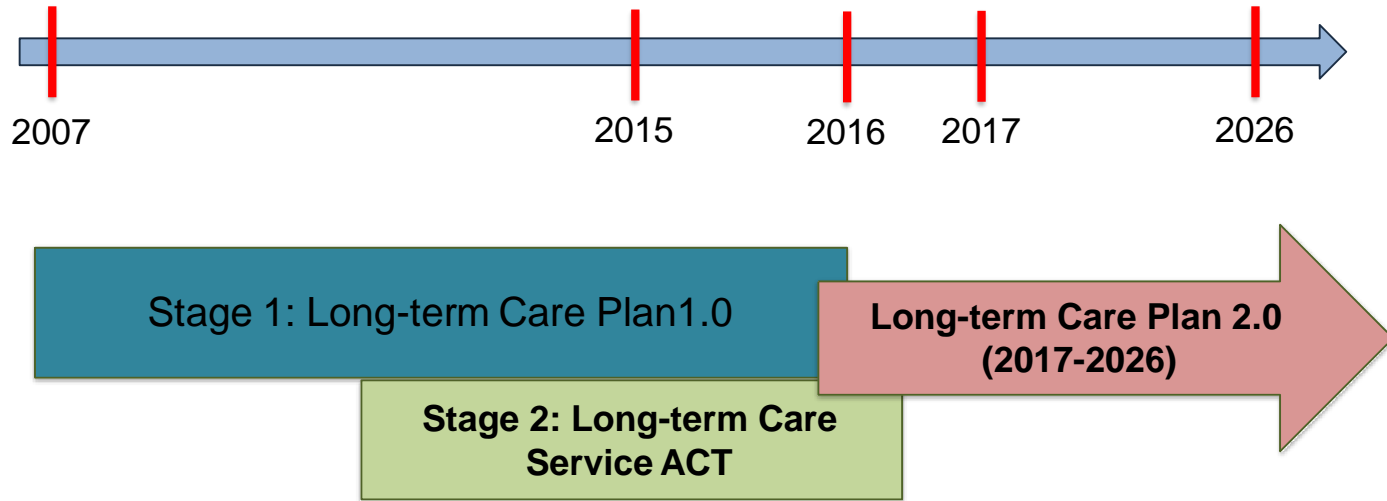 2007
2015
2016
2017
2026
Stage 1: Long-term Care Plan1.0
Long-term Care Plan 2.0
(2017-2026)
Stage 2: Long-term Care
Service ACT